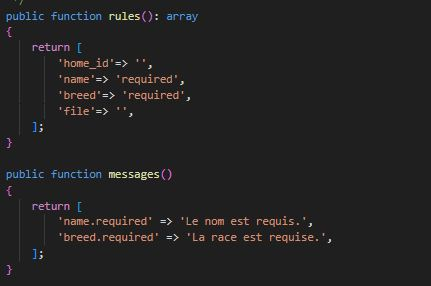 */
public function rules(): array
{
    return [
        'home_id'=> '',
        'name'=> 'required',
        'breed'=> 'required',
        'file'=> '',
    ];
}

public function messages()
{
    return [
        'name.required' => 'Le nom est requis.',
        'breed.required' => 'La race est requise.',
    ];
}